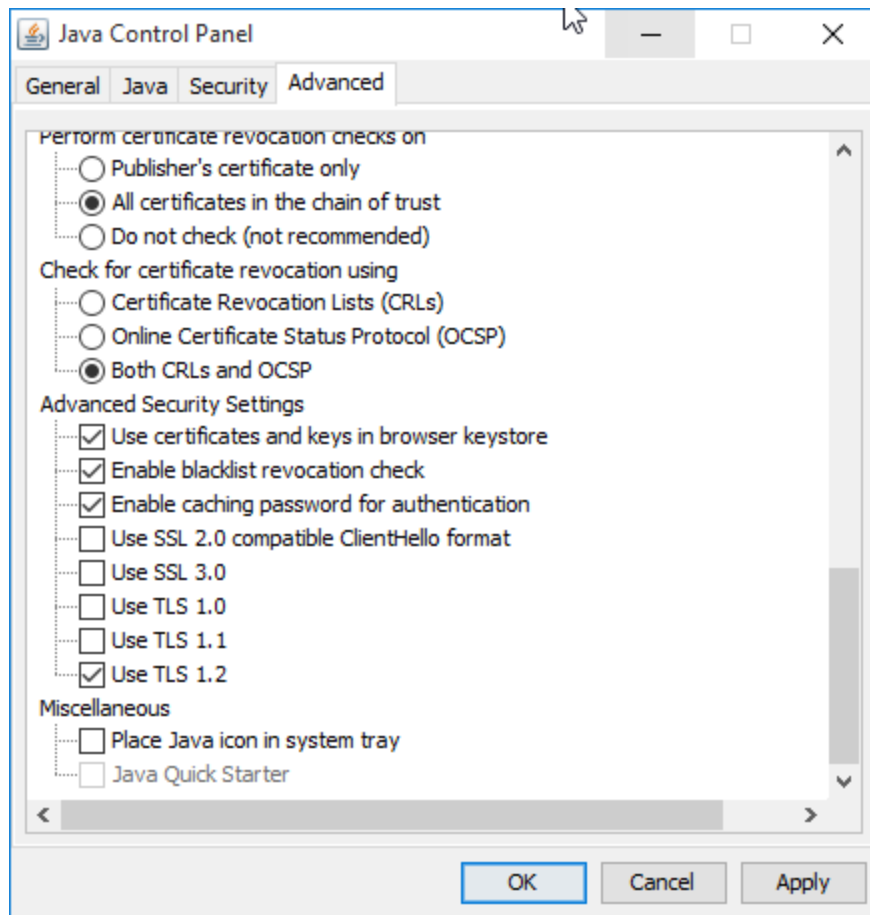 Java Control Panel
General Java Security Advanced
Perform certificate revocation checks on
Publisher's certificate only
All certificates in the chain of trust
Do not check (not recommended)
Check for certificate revocation using
Certificate Revocation Lists (CRLs)
Online Certificate Status Protocol (OCSP)
Both CRLs and OCSP
Advanced Security Settings
Use certificates and keys in browser keystore
Enable blacklist revocation check
Enable caching password for authentication
Use SSL 2.0 compatible ClientHello format
Use SSL 3.0
Use TLS 1.0
Use TLS 1.1
Use TLS 1.2
Miscellaneous
Place Java icon in system tray
Java Quick Starter
OK Cancel Apply